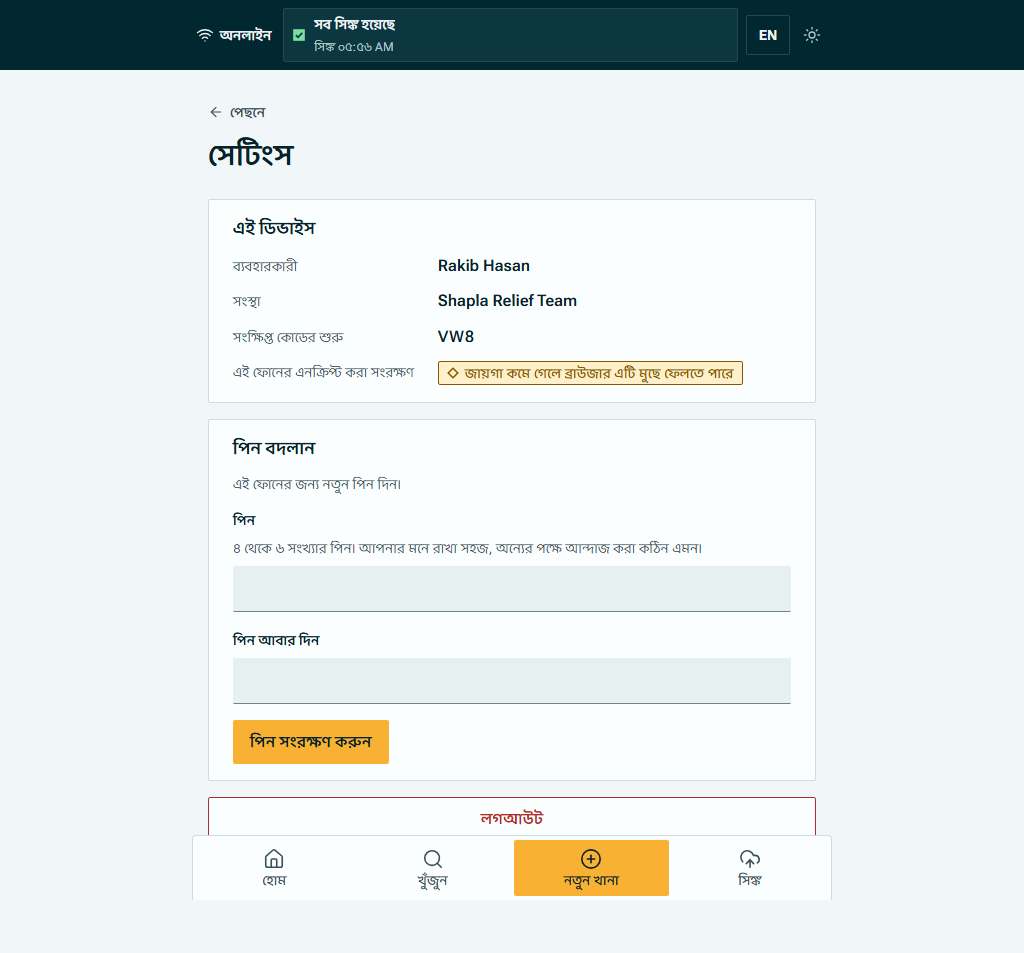 অনলাইন
সব সিঙ্ক হয়েছে
সিঙ্ক ০৫:৫৬ AM
EN
পেছনে
সেটিংস
এই ডিভাইস
ব্যবহারকারী
Rakib Hasan
সংস্থা
Shapla Relief Team
সংক্ষিপ্ত কোডের শুরু
VW8
এই ফোনের এনক্রিপ্ট করা সংরক্ষণ
জায়গা কমে গেলে ব্রাউজার এটি মুছে ফেলতে পারে
পিন বদলান
এই ফোনের জন্য নতুন পিন দিন।
পিন
৪ থেকে ৬ সংখ্যার পিন। আপনার মনে রাখা সহজ, অন্যের পক্ষে আন্দাজ করা কঠিন এমন।
পিন আবার দিন
পিন সংরক্ষণ করুন
লগআউট
হোম
খুঁজুন
নতুন খানা
সিঙ্ক